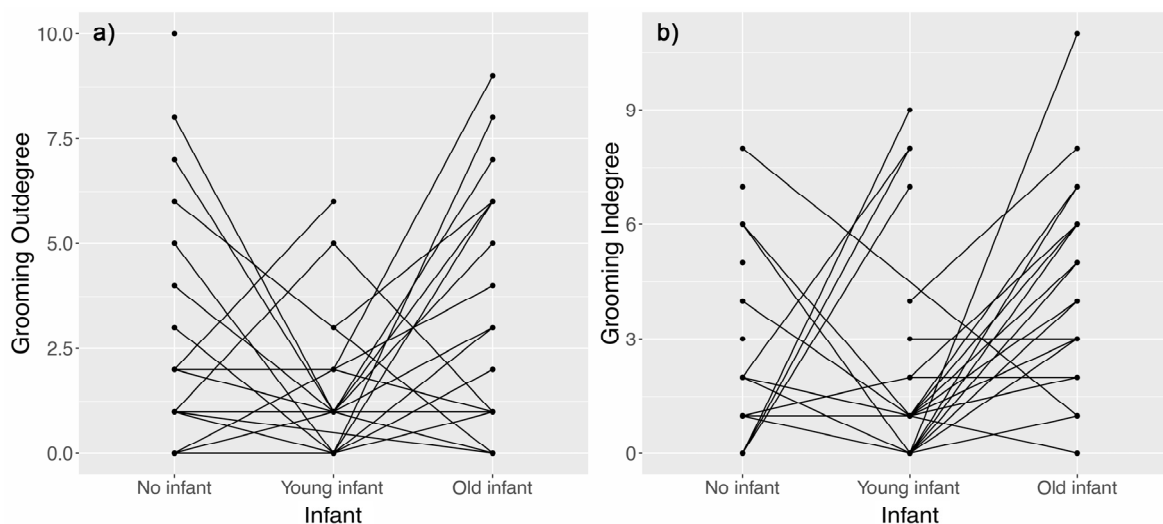 a)
Grooming Outdegree
10.0
7.5
5.0
2.5
0.0
No infant Young infant Old infant
Infant
b)
Grooming Indegree
9
6
3
0
No infant Young infant Old infant
Infant